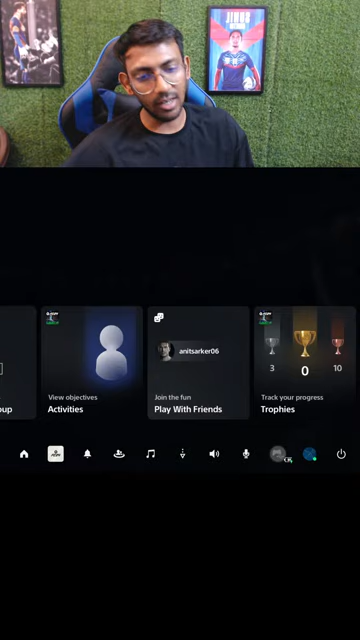 anitsarker06
oup
View objectives
Activities
Join the fun
Play With Friends
3
0
10
Track your progress
Trophies